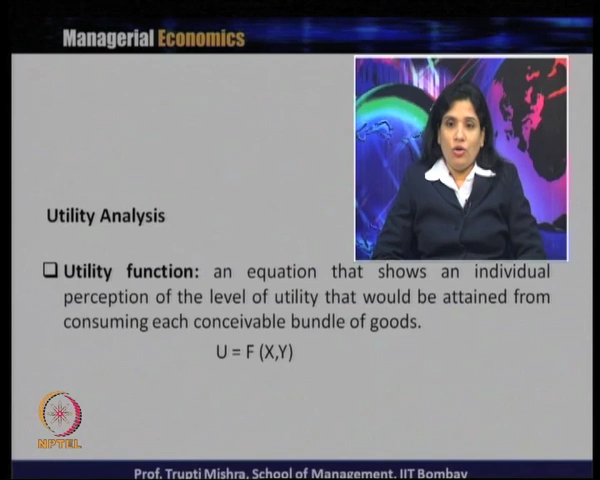 Managerial Economics
Utility Analysis
Utility function: an equation that shows an individual
perception of the level of utility that would be attained from
consuming each conceivable bundle of goods.
U = F (X,Y)
NPTEL
Prof. Trupti Mishra, School of Management, IIT Bombay